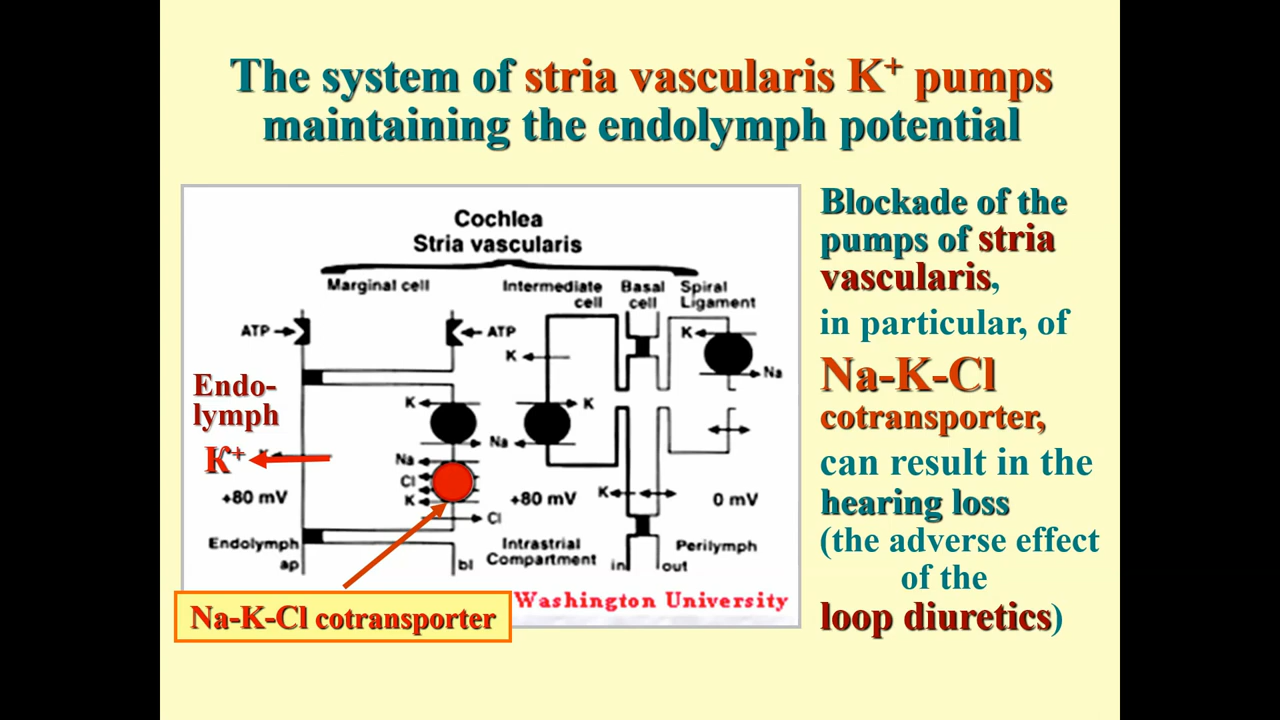 The system of stria vascularis K+ pumps
maintaining the endolymph potential
Cochlea
Stria vascularis
Marginal cell
Intermediate
cell
Basal
cell
Spiral
Ligament
ATP
ATP
K
K
Na
Endo-
lymph
K+
K
K
Na
Na
Cl
K
Cl
K
+80 mV
+80 mV
0 mV
Endolymph
ap
bl
Intrastrial
Compartment
in
out
Perilymph
Na-K-Cl cotransporter
Washington University
Blockade of the
pumps of stria
vascularis,
in particular, of
Na-K-Cl
cotransporter,
can result in the
hearing loss
(the adverse effect
of the
loop diuretics)